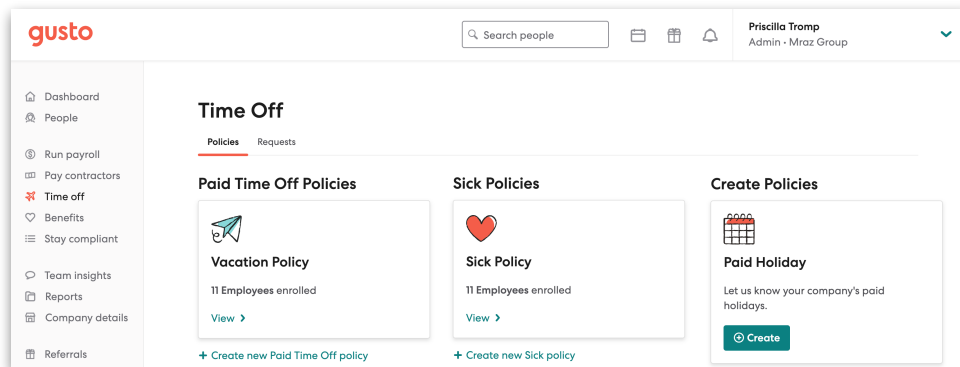 gusto
Search people
Priscilla Tromp
Admin • Mraz Group
Dashboard
People
Run payroll
Pay contractors
Time off
Benefits
Stay compliant
Team insights
Reports
Company details
Referrals
Time Off
Policies
Requests
Paid Time Off Policies
Vacation Policy
11 Employees enrolled
View
+ Create new Paid Time Off policy
Sick Policies
Sick Policy
11 Employees enrolled
View
+ Create new Sick policy
Create Policies
Paid Holiday
Let us know your company's paid
holidays.
Create